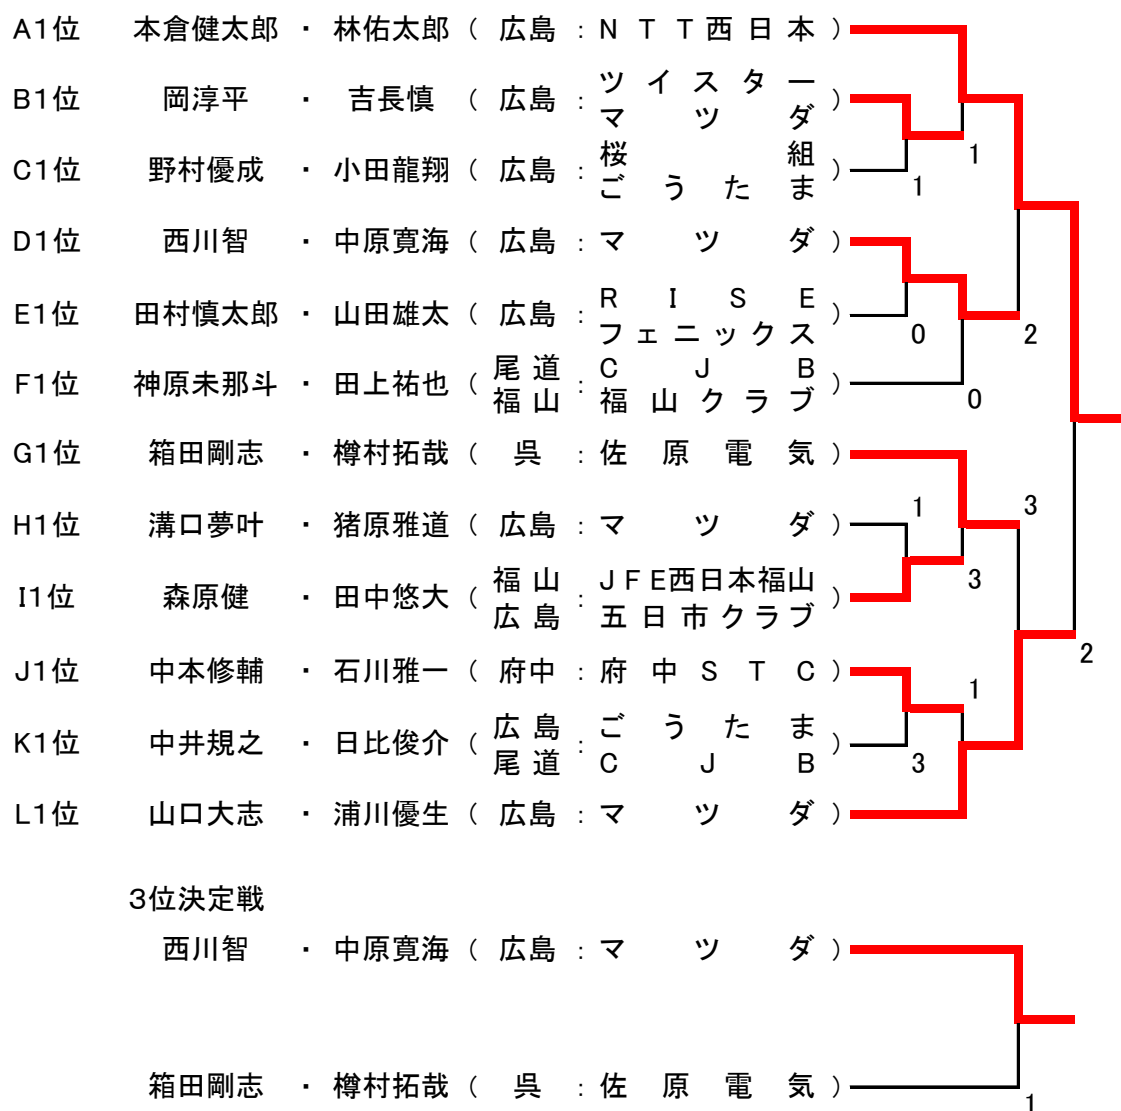 A1位 本倉健太郎 ・ 林佑太郎 ( 広島 : NTT西日本 )
B1位 岡淳平 ・ 吉長慎 ( 広島 : ツイスター マツダ )
C1位 野村優成 ・ 小田龍翔 ( 広島 : 桜組 ごうたま )
1
1
D1位 西川智 ・ 中原寛海 ( 広島 : マツダ )
E1位 田村慎太郎 ・ 山田雄太 ( 広島 : RISE フェニックス )
0
2
F1位 神原未那斗 ・ 田上祐也 ( 尾道 福山 : CJB 福山クラブ )
0
G1位 箱田剛志 ・ 樽村拓哉 ( 呉 : 佐原電気 )
H1位 溝口夢叶 ・ 猪原雅道 ( 広島 : マツダ )
1
3
I1位 森原健 ・ 田中悠大 ( 福山 広島 : JFE西日本福山 五日市クラブ )
3
2
J1位 中本修輔 ・ 石川雅一 ( 府中 : 府中STC )
1
K1位 中井規之 ・ 日比俊介 ( 広島 尾道 : ごうたま CJB )
3
L1位 山口大志 ・ 浦川優生 ( 広島 : マツダ )
3位決定戦
西川智 ・ 中原寛海 ( 広島 : マツダ )
箱田剛志 ・ 樽村拓哉 ( 呉 : 佐原電気 )
1